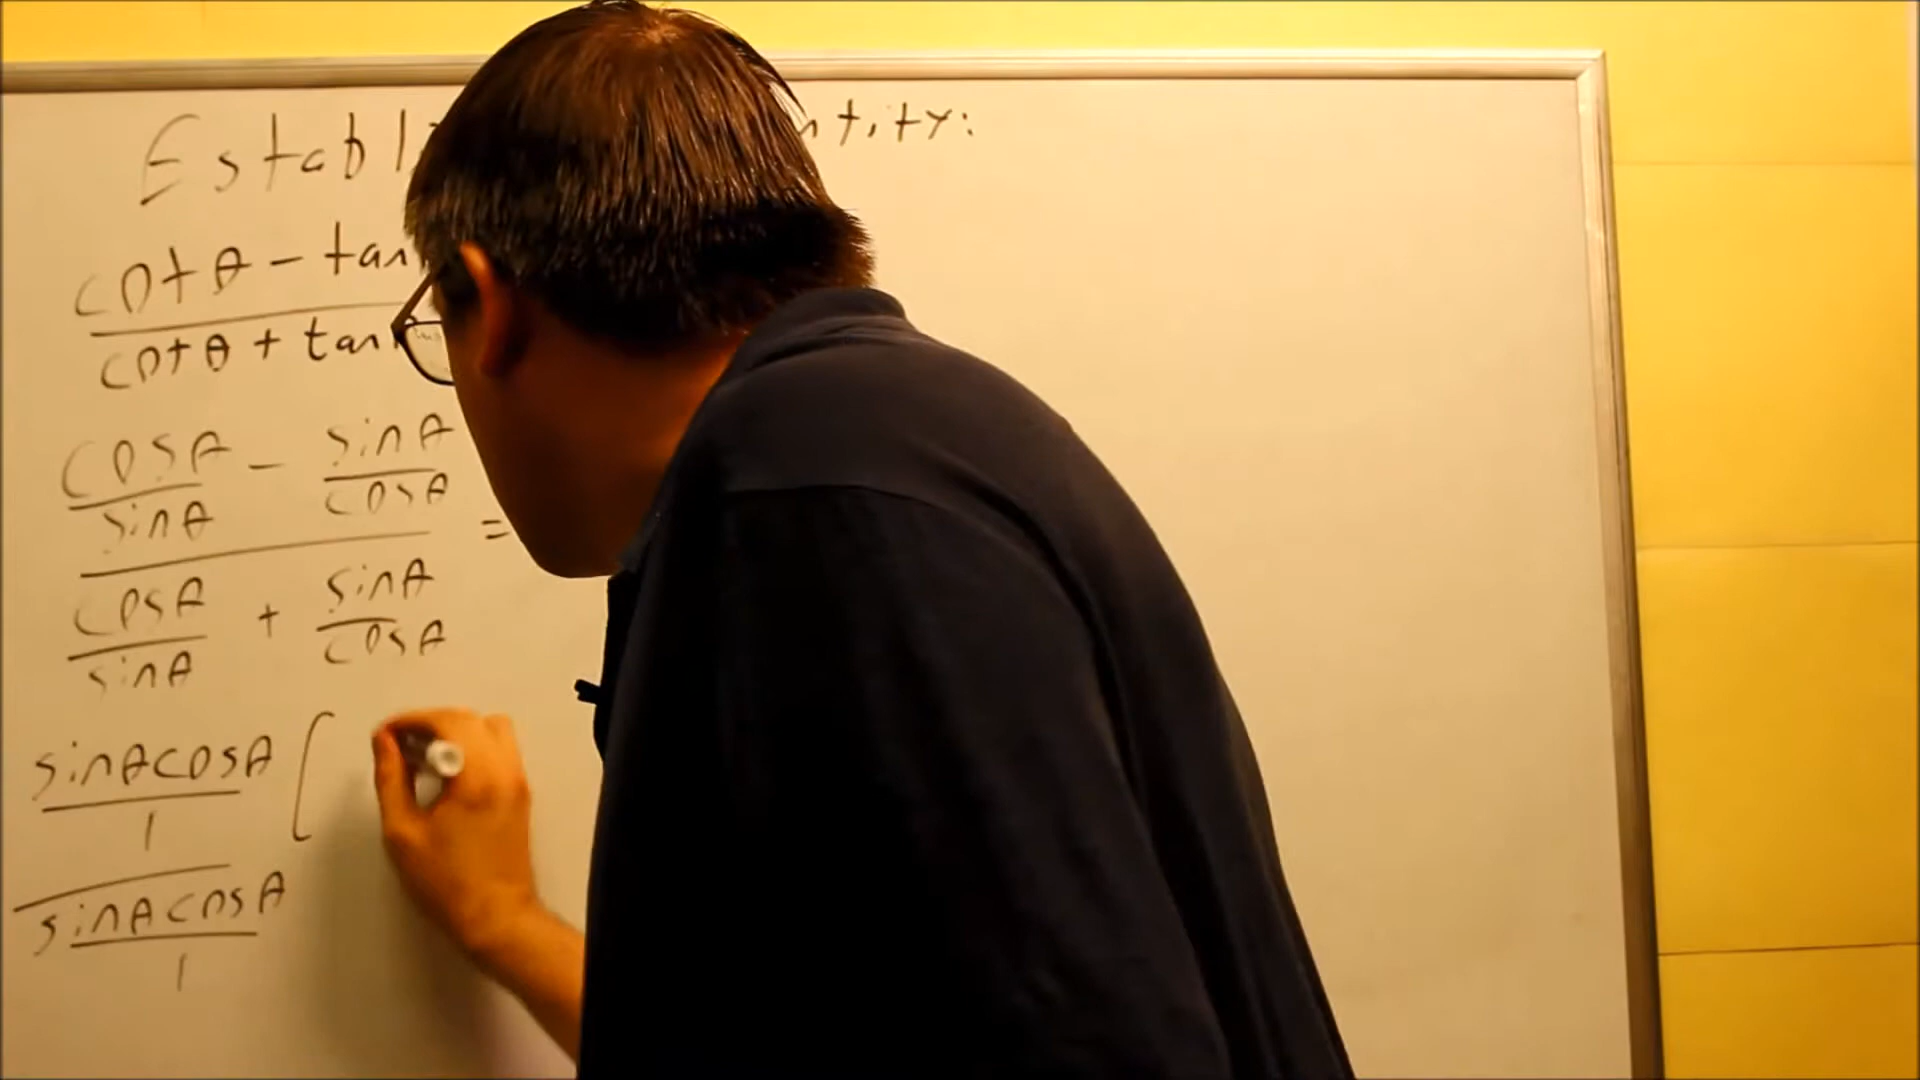 Establ ntity:
cotθ - tan
cotθ + tan
cosθ - sinθ
sinθ cosθ
=
cosθ + sinθ
sinθ cosθ
sinθcosθ [
1
sinθcosθ
1